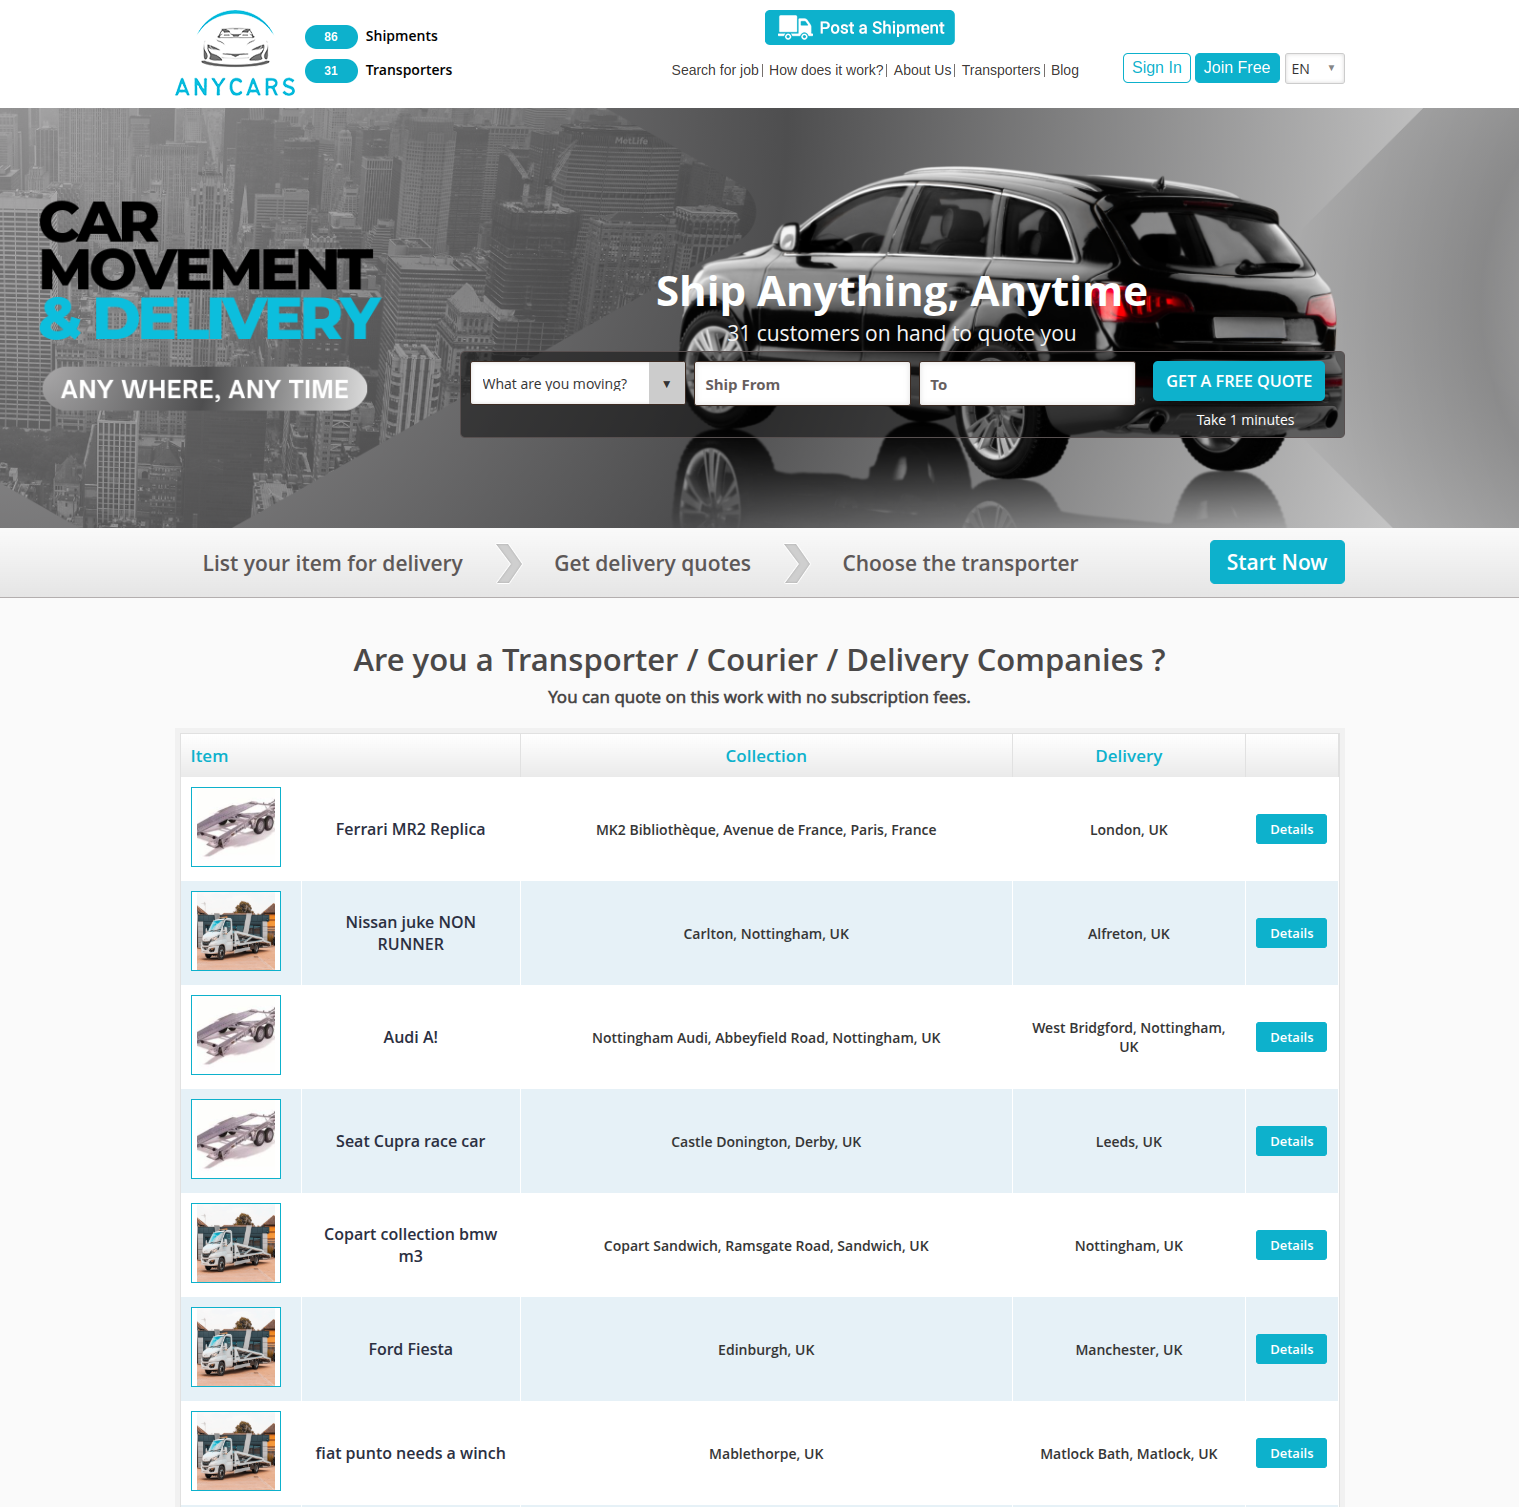 ANYCARS
86 Shipments
31 Transporters
Post a Shipment
Search for job | How does it work? | About Us | Transporters | Blog
Sign In Join Free EN
MetLife
CAR
MOVEMENT
& DELIVERY
ANY WHERE, ANY TIME
Ship Anything, Anytime
31 customers on hand to quote you
What are you moving? Ship From To GET A FREE QUOTE
Take 1 minutes
List your item for delivery Get delivery quotes Choose the transporter Start Now
Are you a Transporter / Courier / Delivery Companies ?
You can quote on this work with no subscription fees.
Item Collection Delivery
Ferrari MR2 Replica MK2 Bibliothèque, Avenue de France, Paris, France London, UK Details
Nissan juke NON
RUNNER
Carlton, Nottingham, UK Alfreton, UK Details
Audi A! Nottingham Audi, Abbeyfield Road, Nottingham, UK
West Bridgford, Nottingham,
UK
Details
Seat Cupra race car Castle Donington, Derby, UK Leeds, UK Details
Copart collection bmw
m3
Copart Sandwich, Ramsgate Road, Sandwich, UK Nottingham, UK Details
Ford Fiesta Edinburgh, UK Manchester, UK Details
fiat punto needs a winch Mablethorpe, UK Matlock Bath, Matlock, UK Details